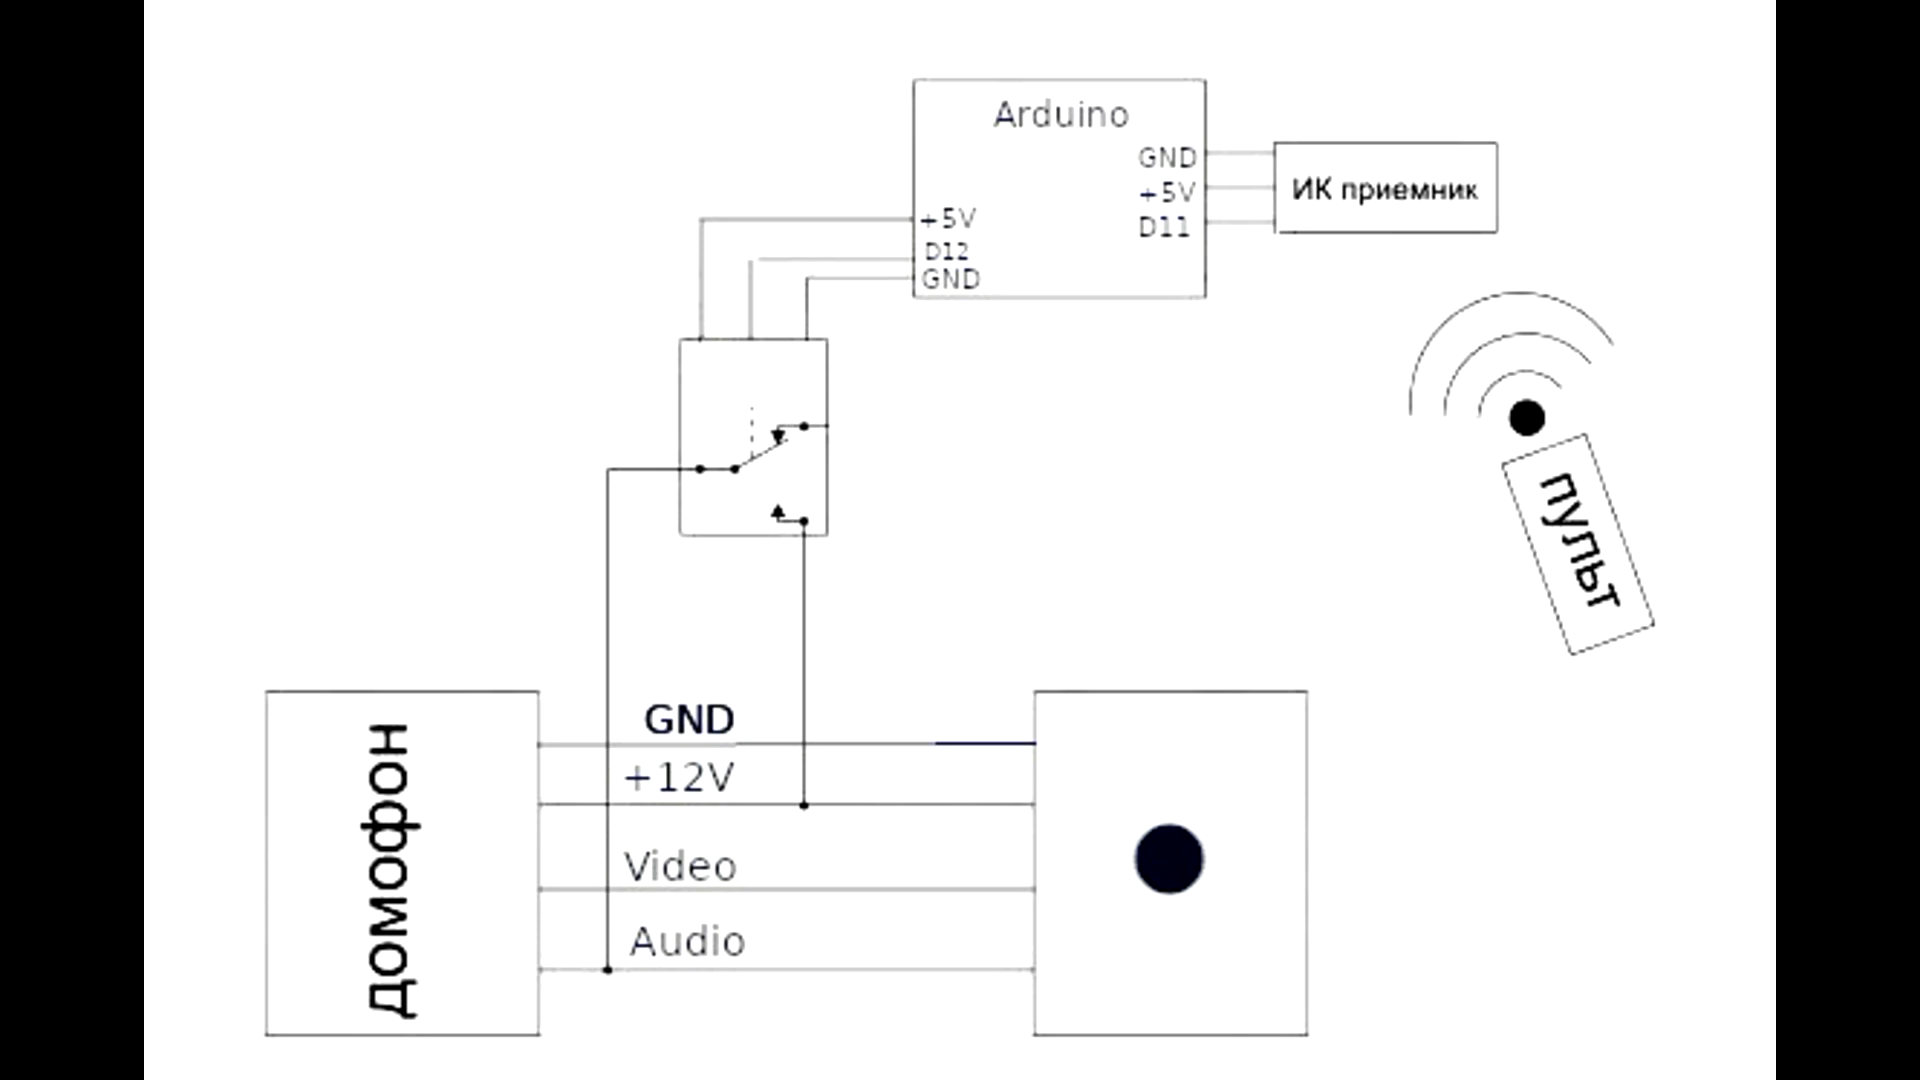 Arduino
GND
+5V
D11
ИК приемник
+5V
D12
GND
пульт
домофон
GND
+12V
Video
Audio